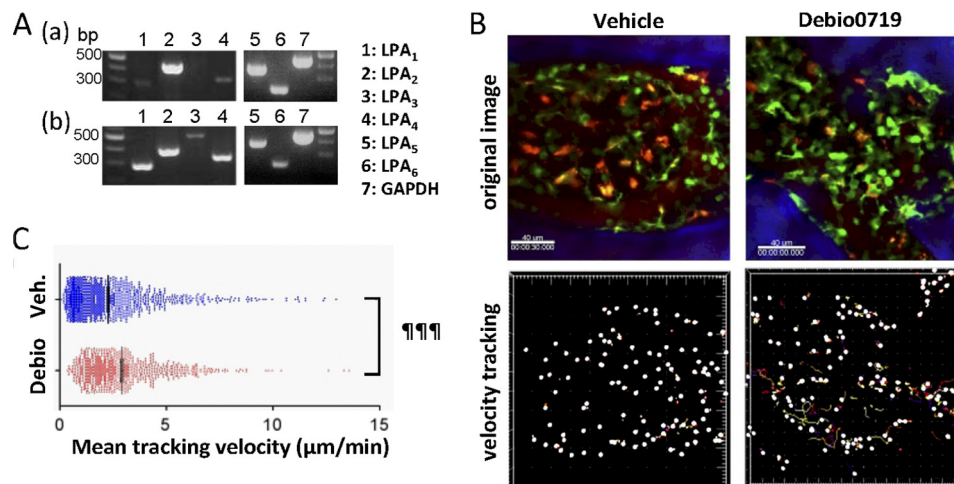 A
(a) bp 1 2 3 4 5 6 7
500
300
(b) 1 2 3 4 5 6 7
500
300
1: LPA1
2: LPA2
3: LPA3
4: LPA4
5: LPA5
6: LPA6
7: GAPDH
B
Vehicle Debio0719
original image
40 µm
00:00:30.000
40 µm
00:00:00.000
velocity tracking
C
Veh.
Debio
¶¶¶
0 5 10 15
Mean tracking velocity (µm/min)